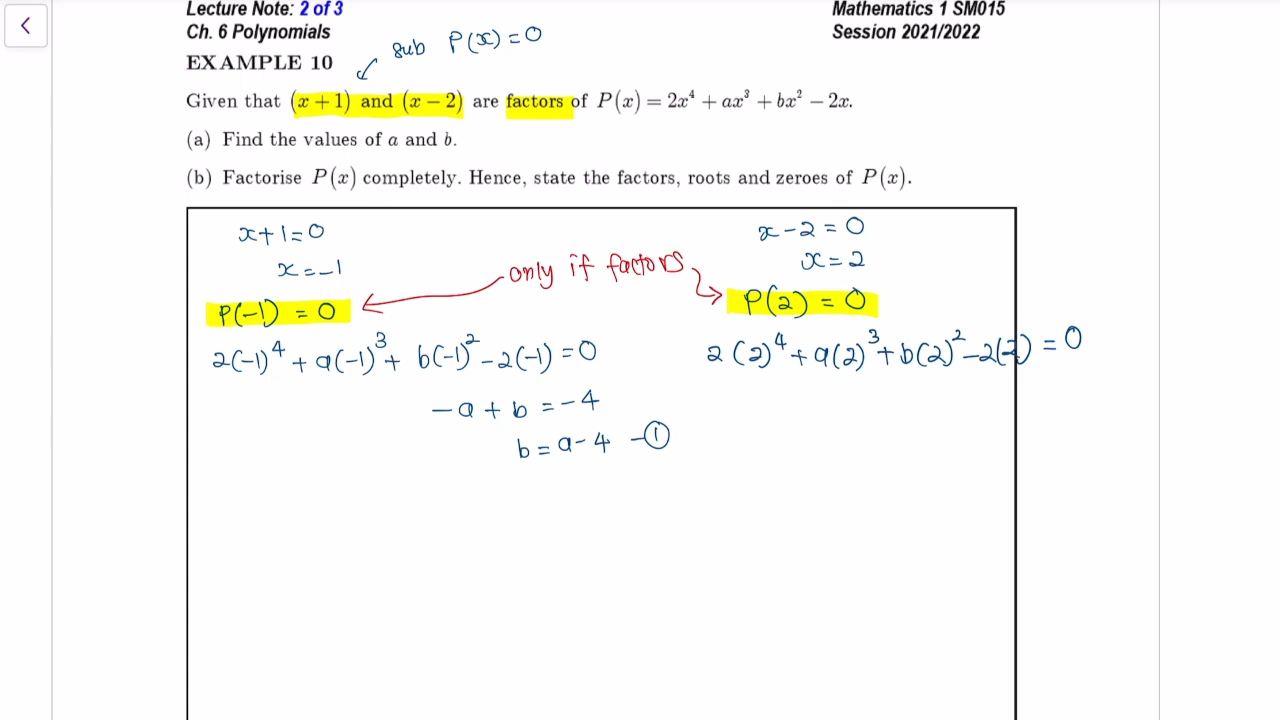 Lecture Note: 2 of 3
Mathematics 1 SM015
Ch. 6 Polynomials
Session 2021/2022
sub P(x)=0
EXAMPLE 10
Given that (x + 1) and (x − 2) are factors of P(x) = 2x⁴ + ax³ + bx² − 2x.
(a) Find the values of a and b.
(b) Factorise P(x) completely. Hence, state the factors, roots and zeroes of P(x).
x+1=0
x=-1
P(-1) = 0
only if factors
x-2=0
x=2
P(2) = 0
2(-1)⁴ + a(-1)³ + b(-1)² - 2(-1) = 0
2(2)⁴ + a(2)³ + b(2)² - 2(2) = 0
-a + b = -4
b = a - 4 -①